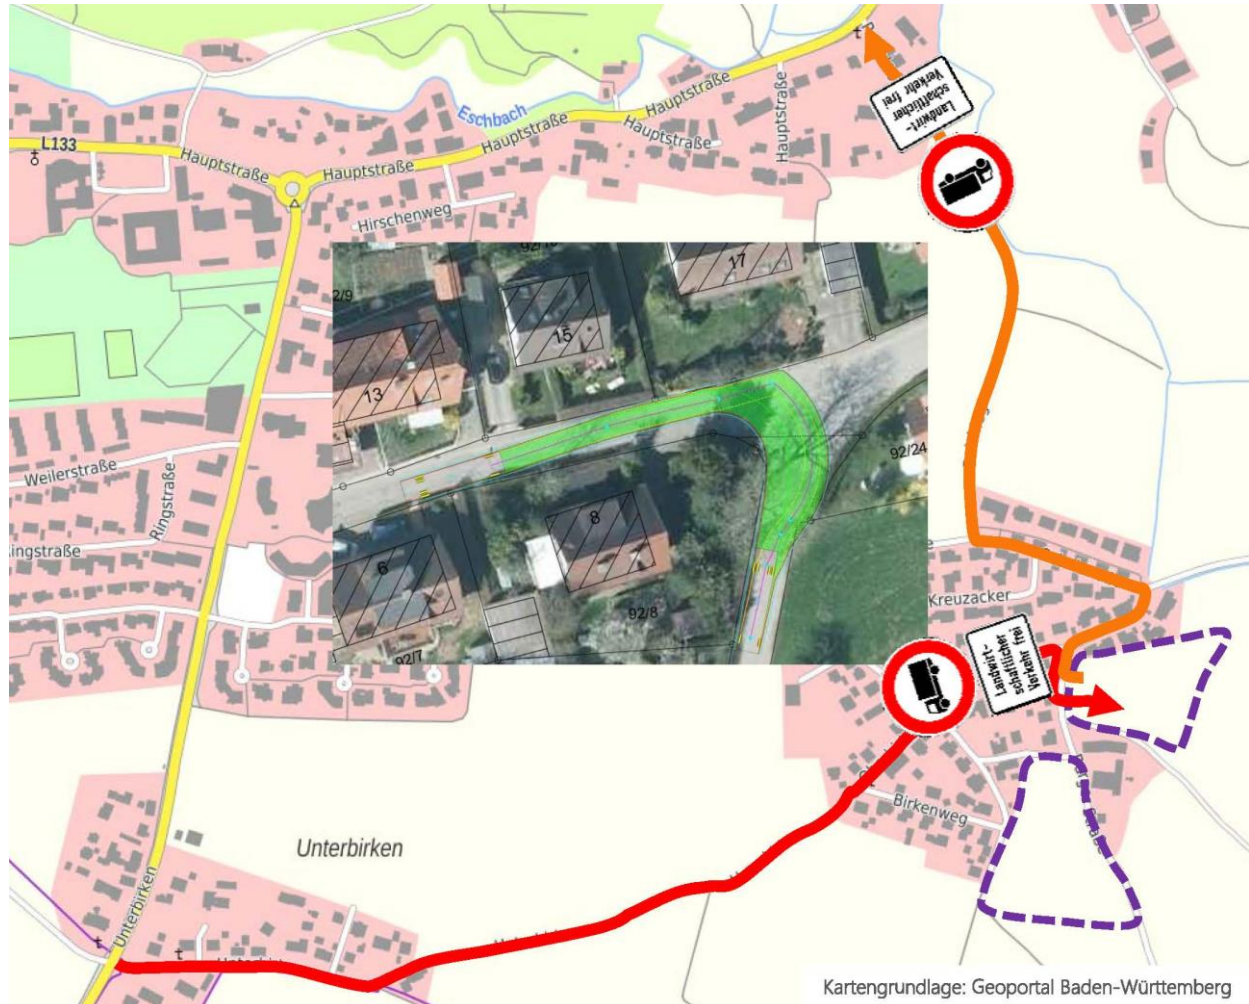 Landwirt-
schaftlicher
Verkehr frei
Eschbach
Hauptstraße
Hauptstraße
Hauptstraße
Hauptstraße
L133
Hauptstraße
Hauptstraße
Hauptstraße
Hirschenweg
17
15
13
92/24
8
6
92/8
92/7
Weilerstraße
Ringstraße
Kreuzacker
Landwirt-
schaftlicher
Verkehr frei
Birkenweg
Unterbirken
Unterbirken
Kartengrundlage: Geoportal Baden-Württemberg